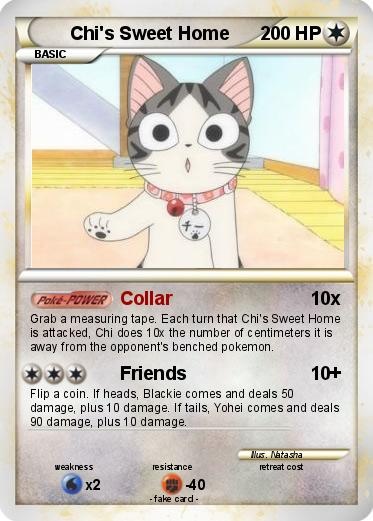 Chi's Sweet Home 200 HP
BASIC
チー
Poké-POWER Collar 10x
Grab a measuring tape. Each turn that Chi's Sweet Home
is attacked, Chi does 10x the number of centimeters it is
away from the opponent's benched pokemon.
Friends 10+
Flip a coin. If heads, Blackie comes and deals 50
damage, plus 10 damage. If tails, Yohei comes and deals
90 damage, plus 10 damage.
Illus. Natasha
weakness resistance retreat cost
x2 -40
- fake card -